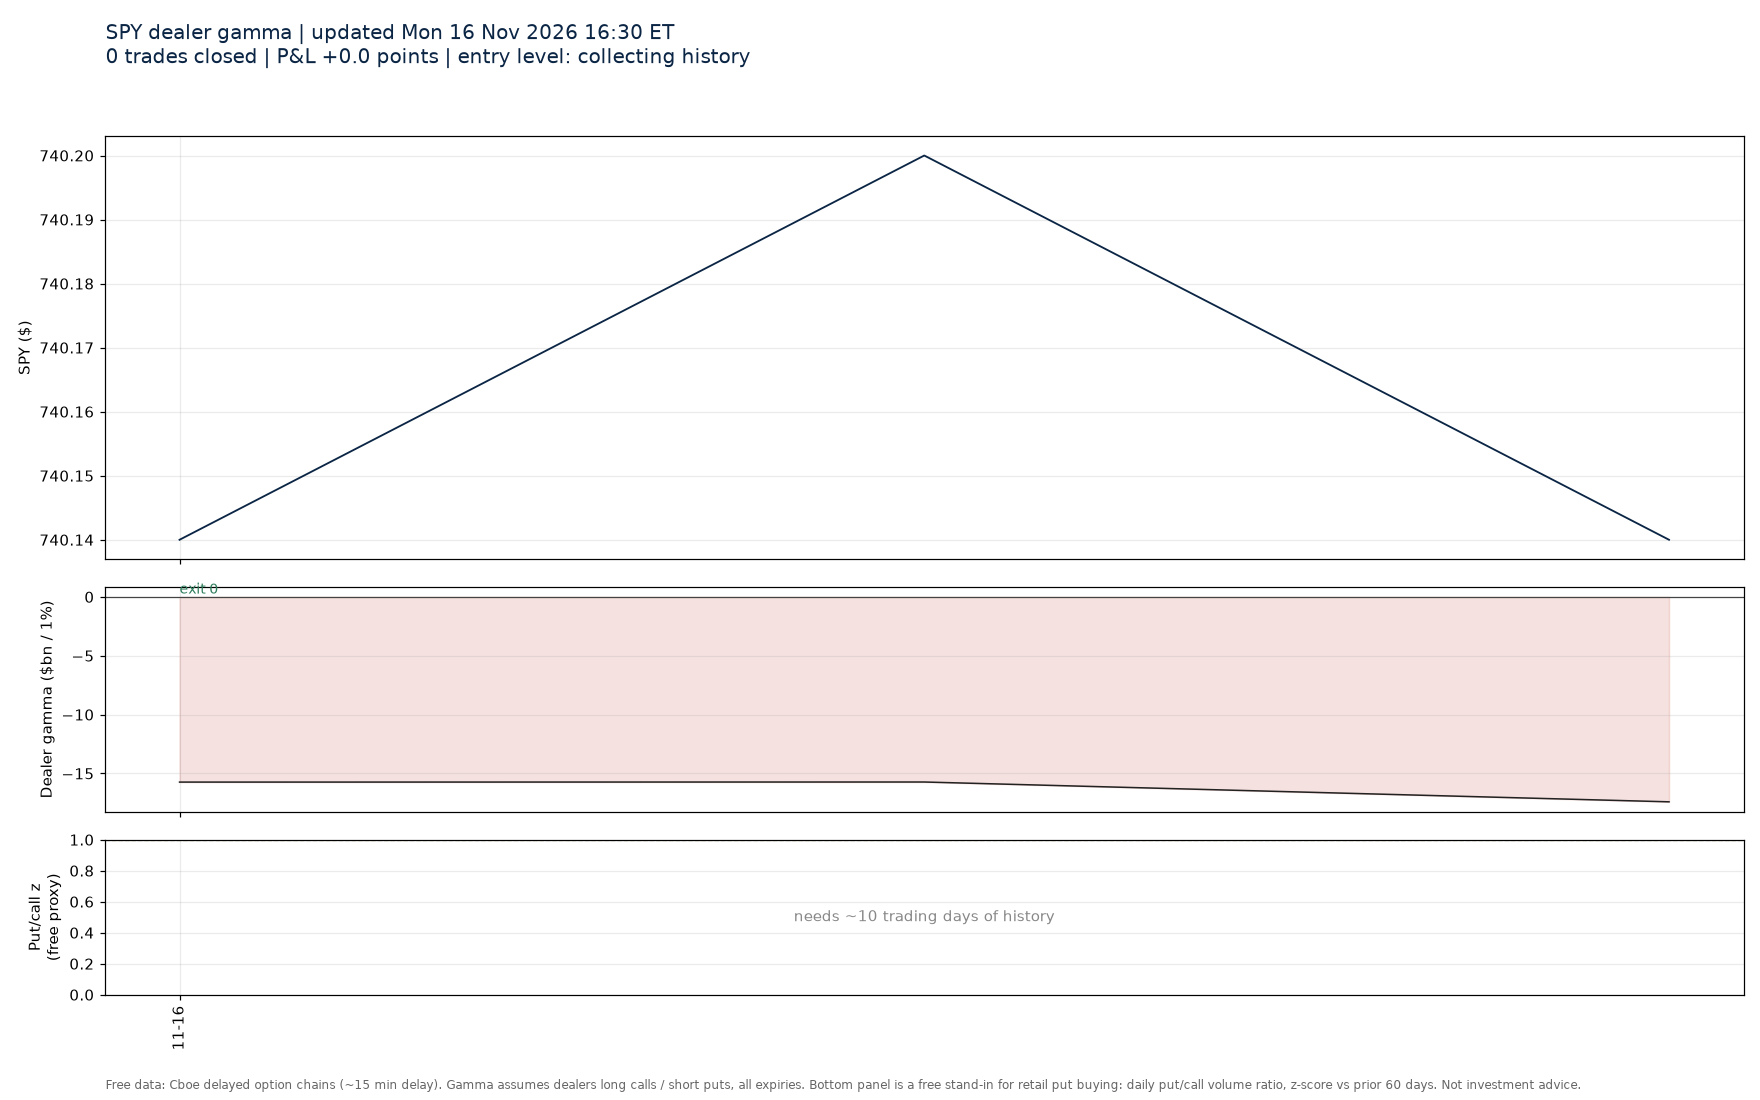 SPY dealer gamma | updated Mon 16 Nov 2026 16:30 ET
0 trades closed | P&L +0.0 points | entry level: collecting history
740.20
740.19
740.18
740.17
740.16
740.15
740.14
SPY ($)
exit 0
0
−5
−10
−15
Dealer gamma ($bn / 1%)
1.0
0.8
0.6
0.4
0.2
0.0
Put/call z
(free proxy)
needs ~10 trading days of history
11-16
Free data: Cboe delayed option chains (~15 min delay). Gamma assumes dealers long calls / short puts, all expiries. Bottom panel is a free stand-in for retail put buying: daily put/call volume ratio, z-score vs prior 60 days. Not investment advice.